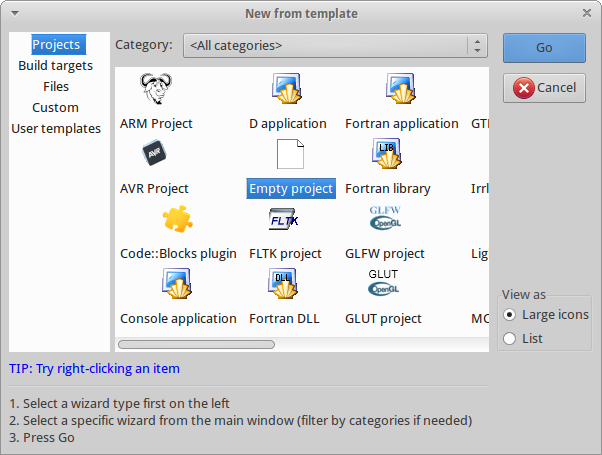 New from template
Projects
Build targets
Files
Custom
User templates
Category: <All categories>
Go
Cancel
ARM Project D application Fortran application GT
AVR
LIB
AVR Project Empty project Fortran library Irrl
FLTK GLFW OpenGL
Code::Blocks plugin FLTK project GLFW project Lig
DLL GLUT OpenGL
Console application Fortran DLL GLUT project MC
View as
Large icons
List
TIP: Try right-clicking an item
1. Select a wizard type first on the left
2. Select a specific wizard from the main window (filter by categories if needed)
3. Press Go